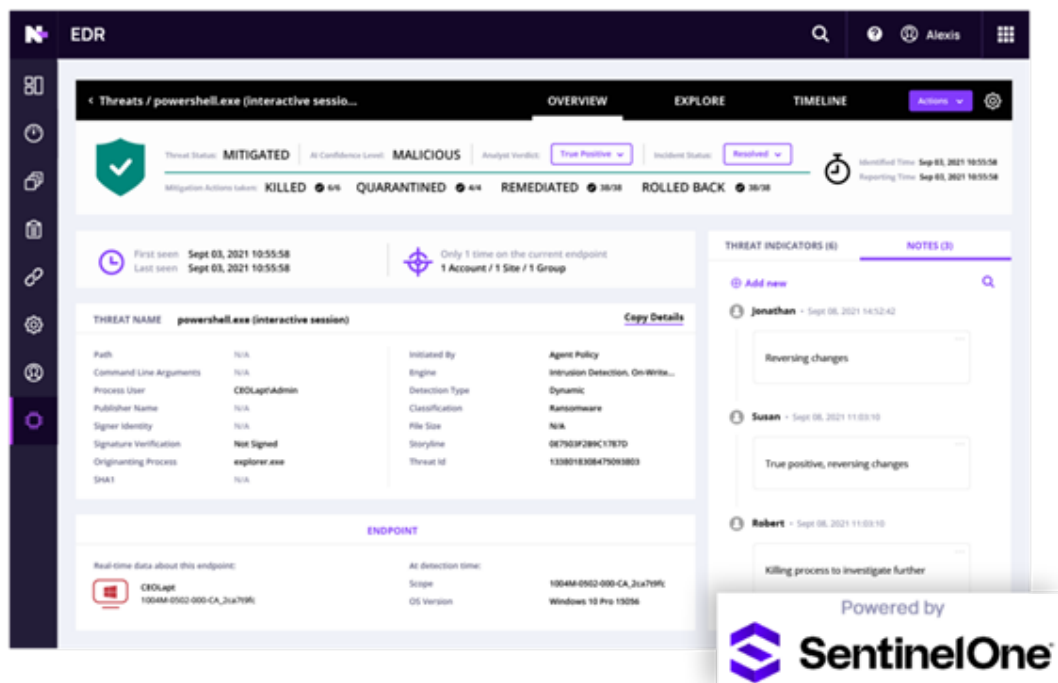 N
EDR
Alexis
< Threats / powershell.exe (interactive sessio...
OVERVIEW
EXPLORE
TIMELINE
Actions
Threat Status: MITIGATED
AI Confidence Level: MALICIOUS
Analyst Verdict: True Positive
Incident Status: Resolved
Mitigation Actions taken: KILLED 6/6 QUARANTINED 4/4 REMEDIATED 38/38 ROLLED BACK 38/38
Identified Time Sep 03, 2021 10:55:58
Reporting Time Sep 03, 2021 10:55:58
First seen Sept 03, 2021 10:55:58
Last seen Sept 03, 2021 10:55:58
Only 1 time on the current endpoint
1 Account / 1 Site / 1 Group
THREAT NAME powershell.exe (interactive session)
Copy Details
Path N/A
Command Line Arguments N/A
Process User CEOLapt\Admin
Publisher Name N/A
Signer Identity N/A
Signature Verification Not Signed
Originanting Process explorer.exe
SHA1 N/A
Initiated By Agent Policy
Engine Intrusion Detection, On-Write...
Detection Type Dynamic
Classification Ransomware
File Size N/A
Storyline
Threat Id
ENDPOINT
Real-time data about this endpoint:
CEOLapt
1004M-0502-000-CA_2ca7t9fc
At detection time:
Scope 1004M-0502-000-CA_2ca7t9fc
OS Version Windows 10 Pro 15056
THREAT INDICATORS (6)
NOTES (3)
Add new
Jonathan • Sept 08, 2021 14:52:42
Reversing changes
Susan • Sept 08, 2021 11:03:10
True positive, reversing changes
Robert • Sept 08, 2021 11:03:10
Killing process to investigate further
Powered by
SentinelOne